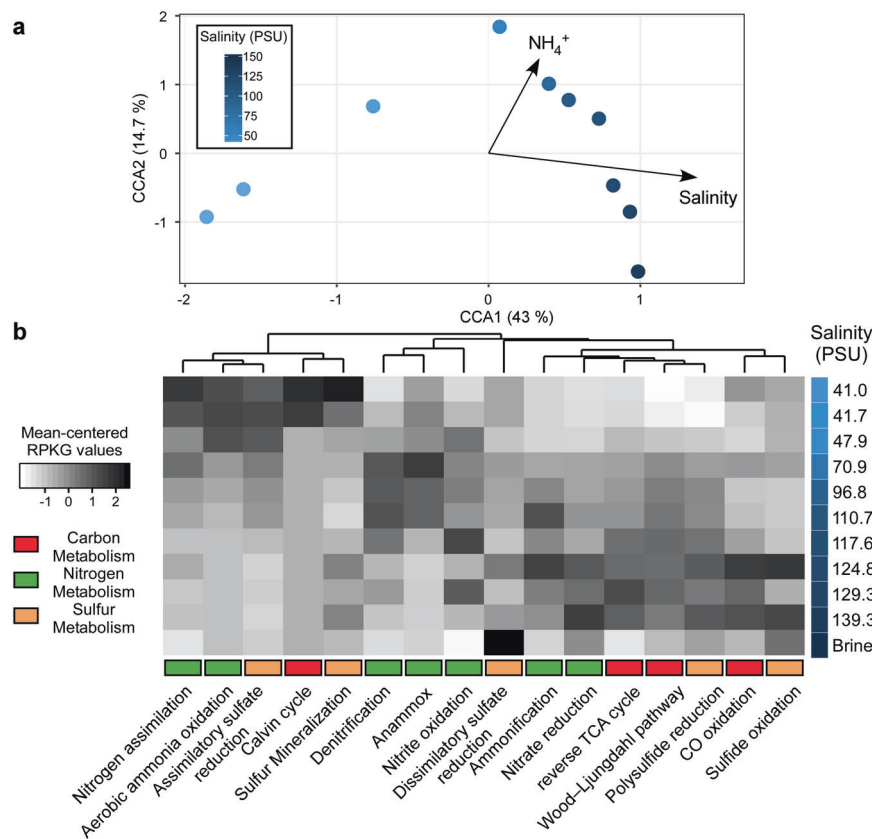 a
Salinity (PSU)
150
125
100
75
50
NH₄⁺
Salinity
CCA2 (14.7 %)
2
1
0
-1
-2
-1
0
1
CCA1 (43 %)
b
Salinity
(PSU)
41.0
41.7
47.9
70.9
96.8
110.7
117.6
124.8
129.3
139.3
Brine
Mean-centered
RPKG values
-1 0 1 2
Carbon
Metabolism
Nitrogen
Metabolism
Sulfur
Metabolism
Nitrogen assimilation
Aerobic ammonia oxidation
Assimilatory sulfate
reduction
Calvin cycle
Sulfur Mineralization
Denitrification
Anammox
Nitrite oxidation
Dissimilatory sulfate
reduction
Ammonification
Nitrate reduction
reverse TCA cycle
Wood–Ljungdahl pathway
Polysulfide reduction
CO oxidation
Sulfide oxidation